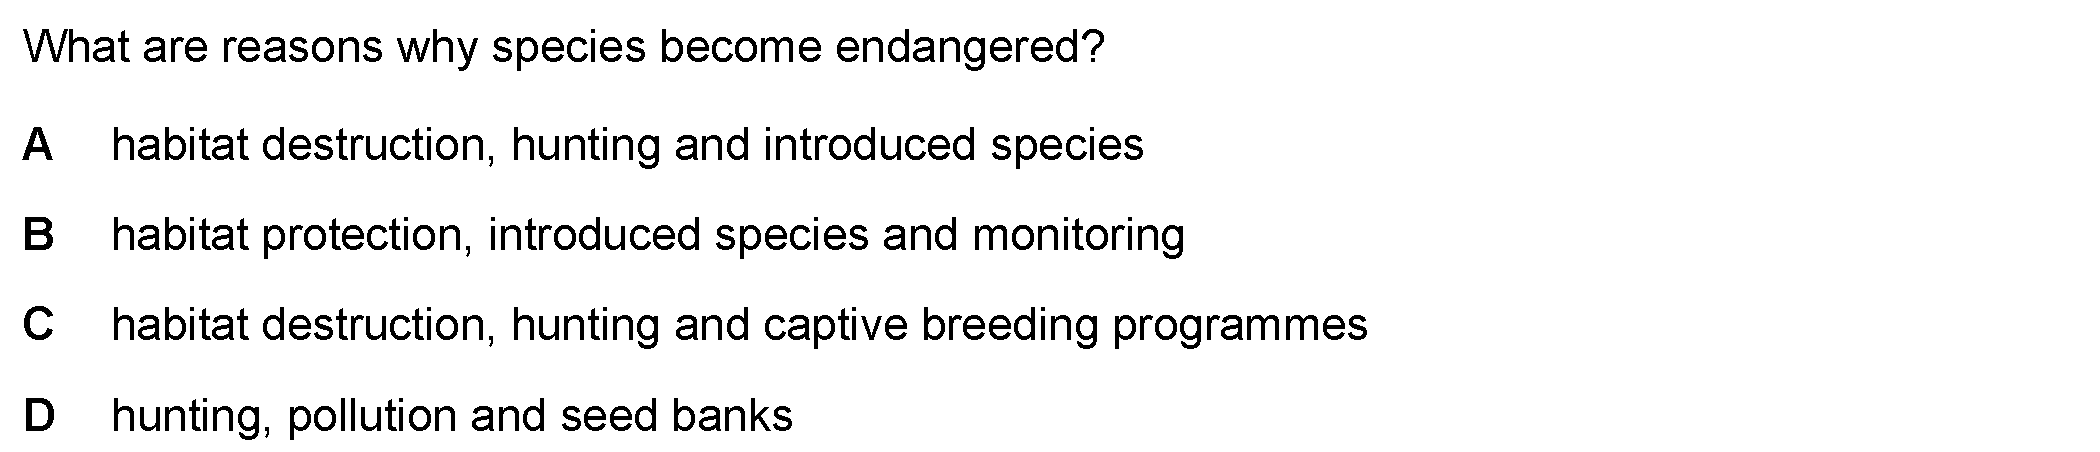 What are reasons why species become endangered?
A habitat destruction, hunting and introduced species
B habitat protection, introduced species and monitoring
C habitat destruction, hunting and captive breeding programmes
D hunting, pollution and seed banks